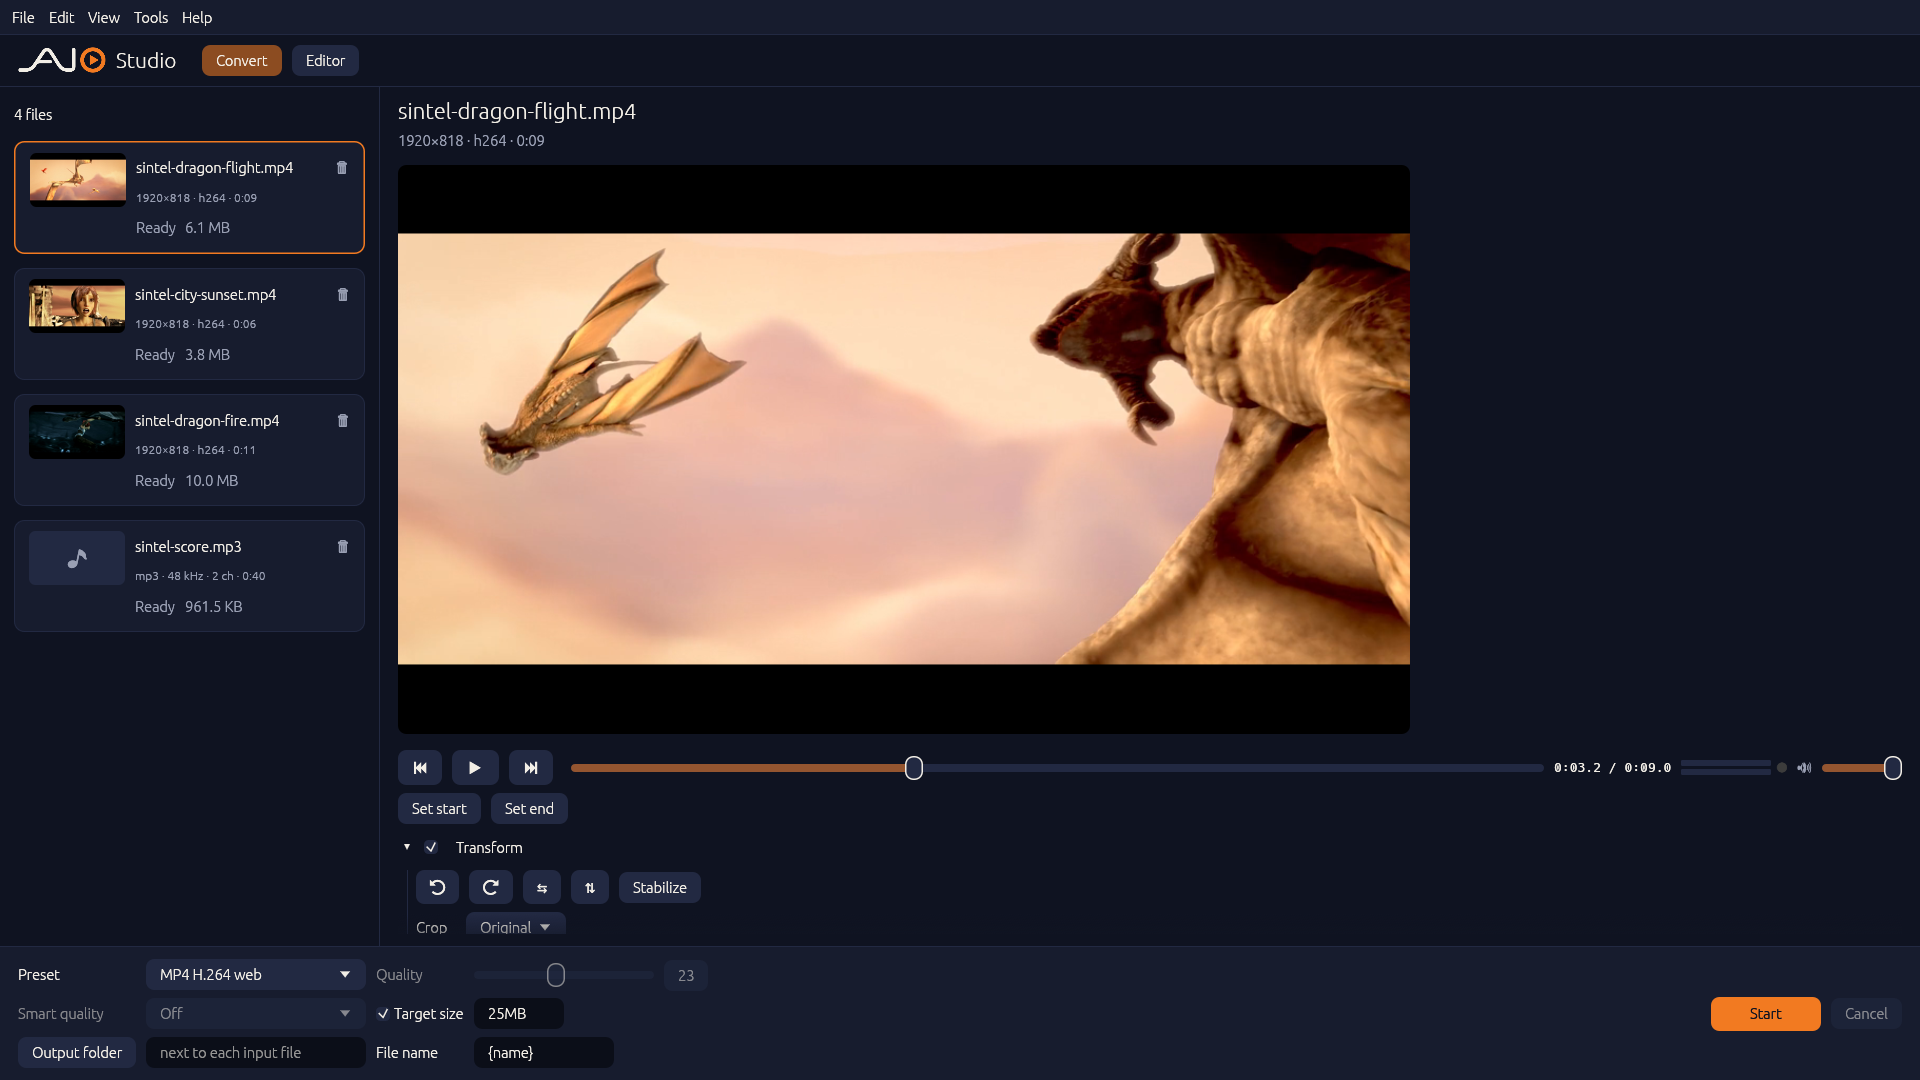 File Edit View Tools Help
AIO Studio Convert Editor
4 files
sintel-dragon-flight.mp4
1920×818 · h264 · 0:09
Ready 6.1 MB
sintel-city-sunset.mp4
1920×818 · h264 · 0:06
Ready 3.8 MB
sintel-dragon-fire.mp4
1920×818 · h264 · 0:11
Ready 10.0 MB
sintel-score.mp3
mp3 · 48 kHz · 2 ch · 0:40
Ready 961.5 KB
sintel-dragon-flight.mp4
1920×818 · h264 · 0:09
0:03.2 / 0:09.0
Set start Set end
Transform
Stabilize
Crop Original
Preset MP4 H.264 web Quality 23
Smart quality Off Target size 25MB
Output folder next to each input file File name {name}
Start Cancel